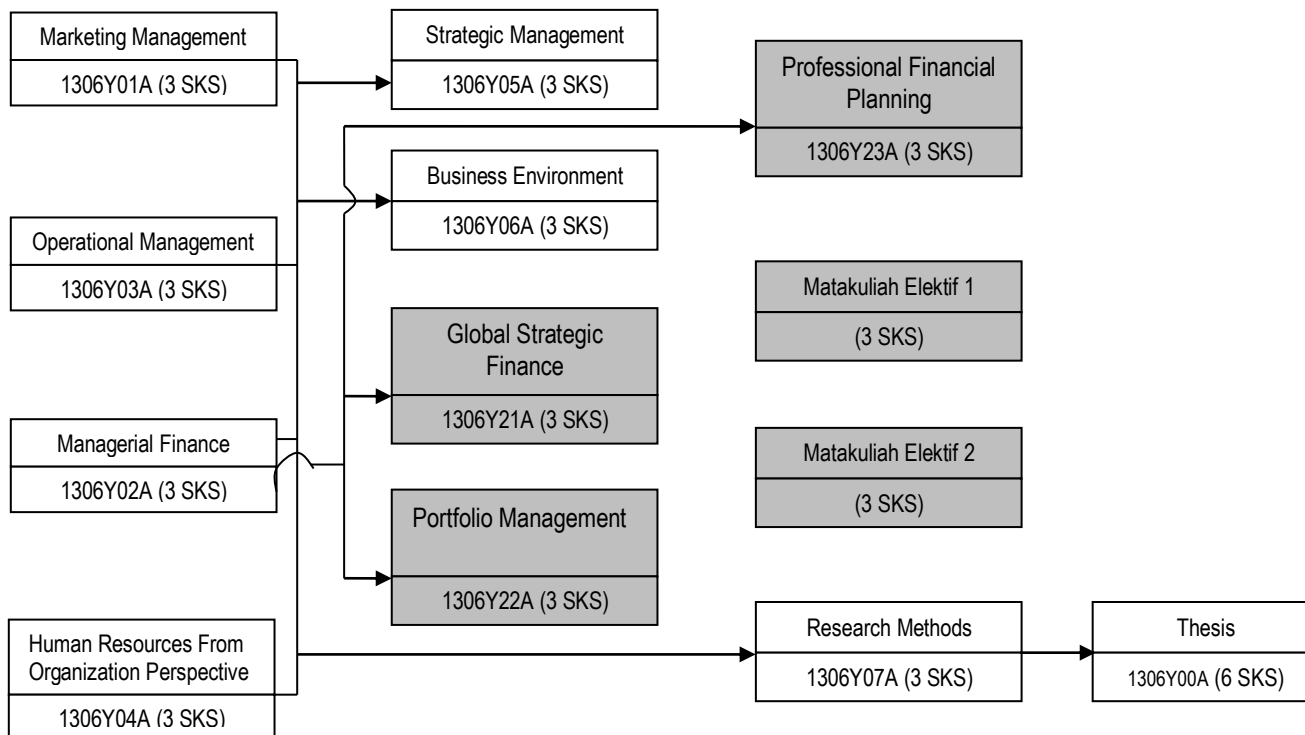 Marketing Management
1306Y01A (3 SKS)
Operational Management
1306Y03A (3 SKS)
Managerial Finance
1306Y02A (3 SKS)
Human Resources From
Organization Perspective
1306Y04A (3 SKS)
Strategic Management
1306Y05A (3 SKS)
Business Environment
1306Y06A (3 SKS)
Global Strategic
Finance
1306Y21A (3 SKS)
Portfolio Management
1306Y22A (3 SKS)
Professional Financial
Planning
1306Y23A (3 SKS)
Matakuliah Elektif 1
(3 SKS)
Matakuliah Elektif 2
(3 SKS)
Research Methods
1306Y07A (3 SKS)
Thesis
1306Y00A (6 SKS)